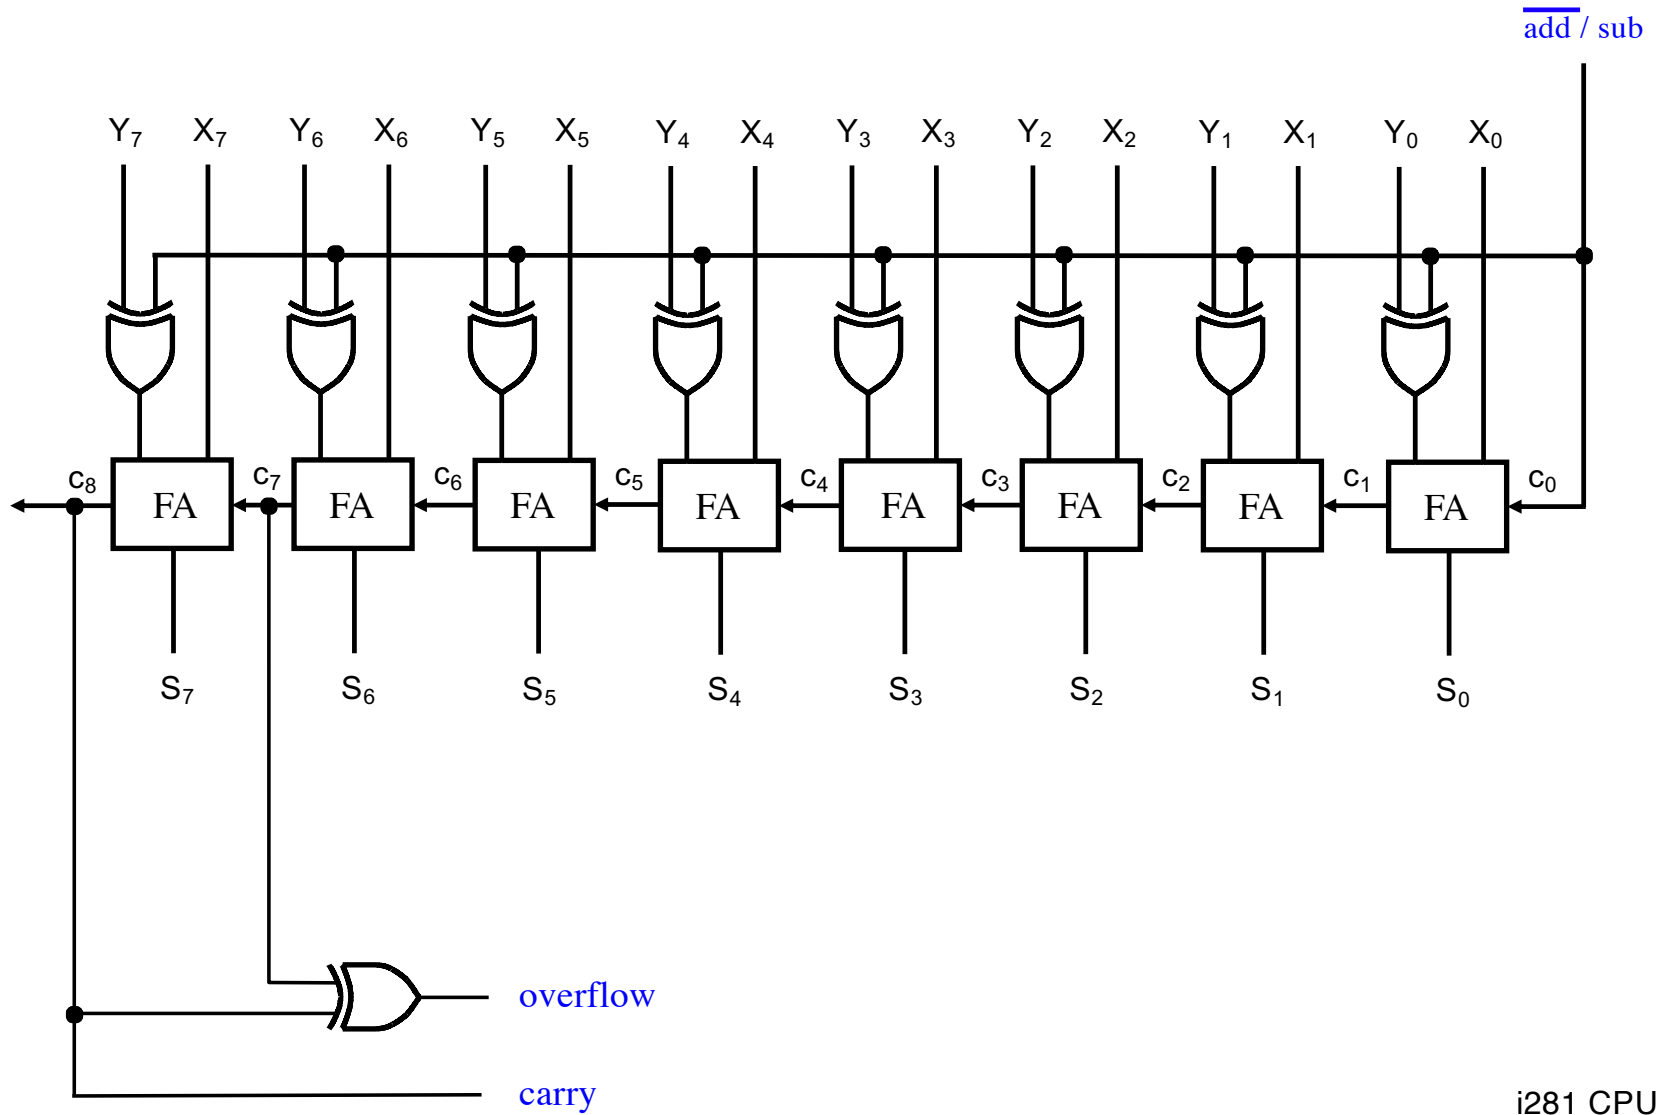 add / sub
Y₇ X₇ Y₆ X₆ Y₅ X₅ Y₄ X₄ Y₃ X₃ Y₂ X₂ Y₁ X₁ Y₀ X₀
c₈ FA c₇ FA c₆ FA c₅ FA c₄ FA c₃ FA c₂ FA c₁ FA c₀
S₇ S₆ S₅ S₄ S₃ S₂ S₁ S₀
overflow
carry
i281 CPU